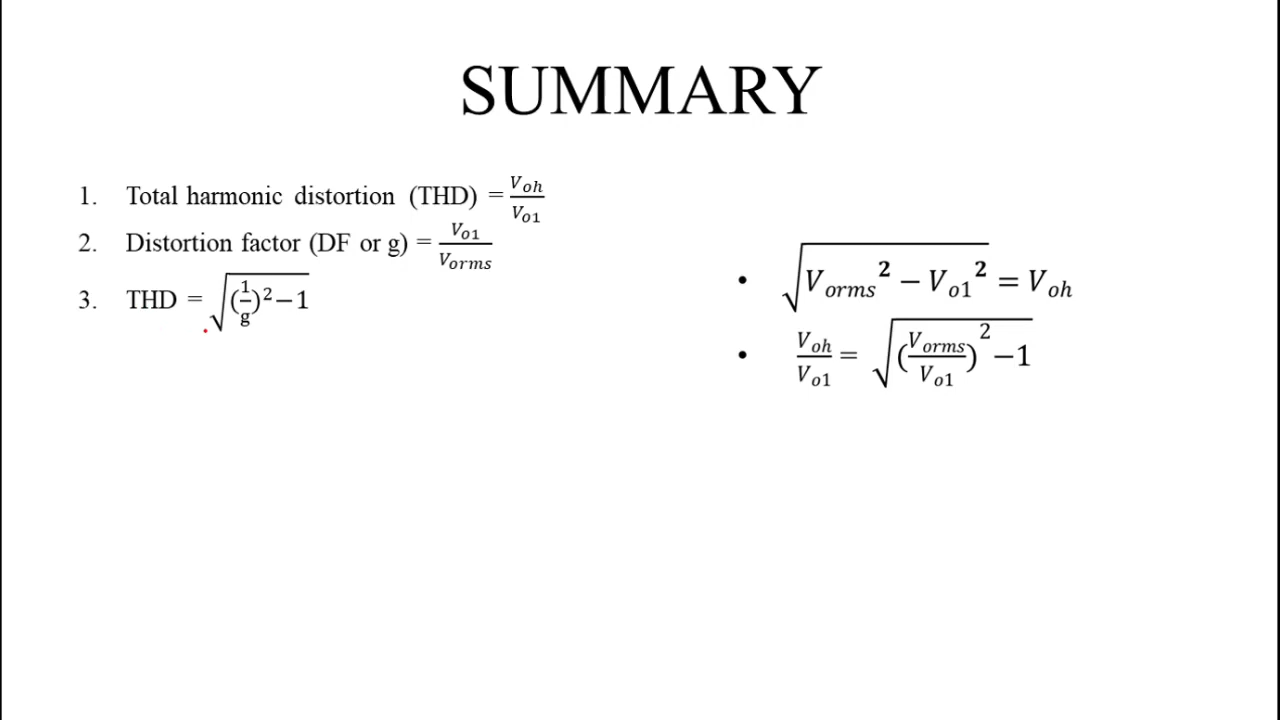 SUMMARY
1. Total harmonic distortion (THD) = V_oh/V_o1
2. Distortion factor (DF or g) = V_o1/V_orms
3. THD = √((1/g)²−1)
• √(V_orms² − V_o1²) = V_oh
• V_oh/V_o1 = √((V_orms/V_o1)²−1)